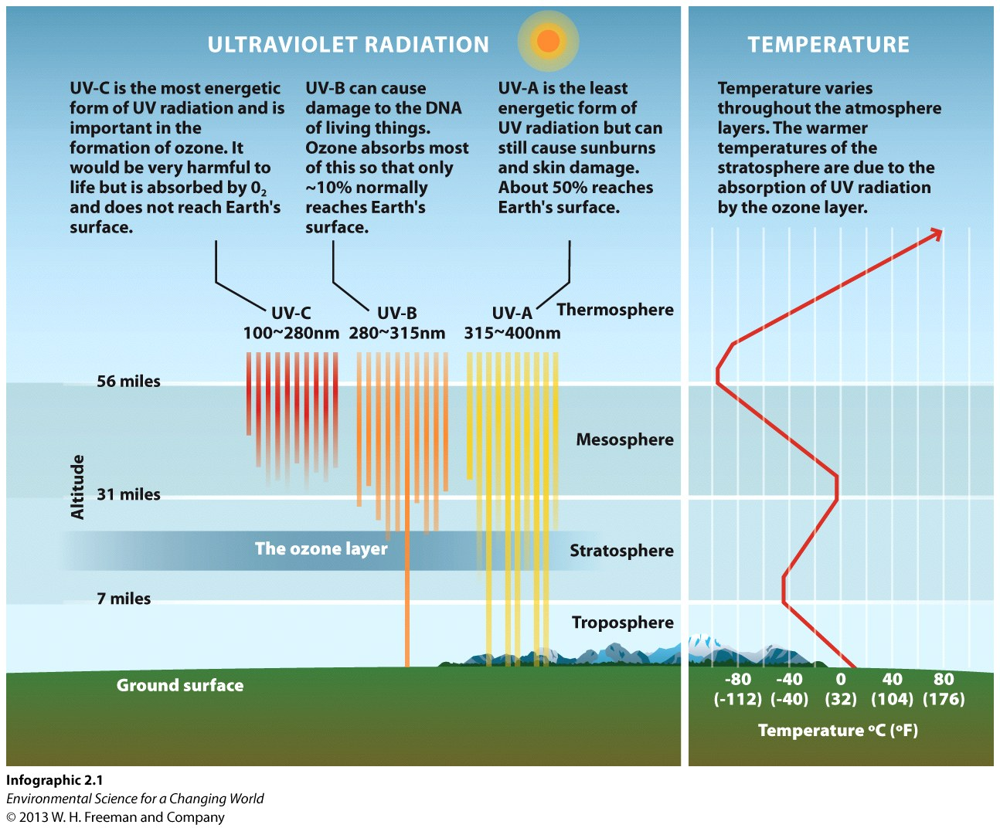 ULTRAVIOLET RADIATION
UV-C is the most energetic
form of UV radiation and is
important in the
formation of ozone. It
would be very harmful to
life but is absorbed by 0₂
and does not reach Earth's
surface.
UV-B can cause
damage to the DNA
of living things.
Ozone absorbs most
of this so that only
~10% normally
reaches Earth's
surface.
UV-A is the least
energetic form of
UV radiation but can
still cause sunburns
and skin damage.
About 50% reaches
Earth's surface.
UV-C
100~280nm
UV-B
280~315nm
UV-A
315~400nm
Thermosphere
56 miles
Mesosphere
Altitude
31 miles
The ozone layer
Stratosphere
7 miles
Troposphere
Ground surface
TEMPERATURE
Temperature varies
throughout the atmosphere
layers. The warmer
temperatures of the
stratosphere are due to the
absorption of UV radiation
by the ozone layer.
-80 -40 0 40 80
(-112) (-40) (32) (104) (176)
Temperature ºC (ºF)
Infographic 2.1
Environmental Science for a Changing World
© 2013 W. H. Freeman and Company